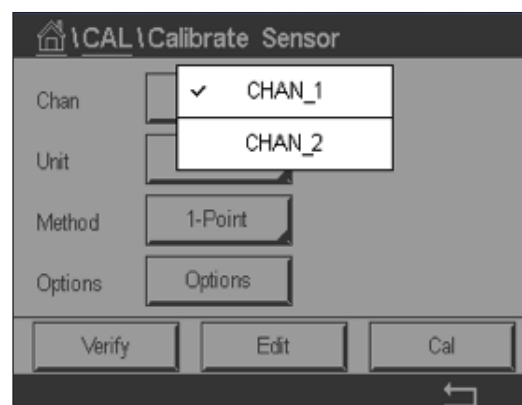 \CAL\Calibrate Sensor
Chan
✓ CHAN_1
CHAN_2
Unit
Method
1-Point
Options
Options
Verify
Edit
Cal